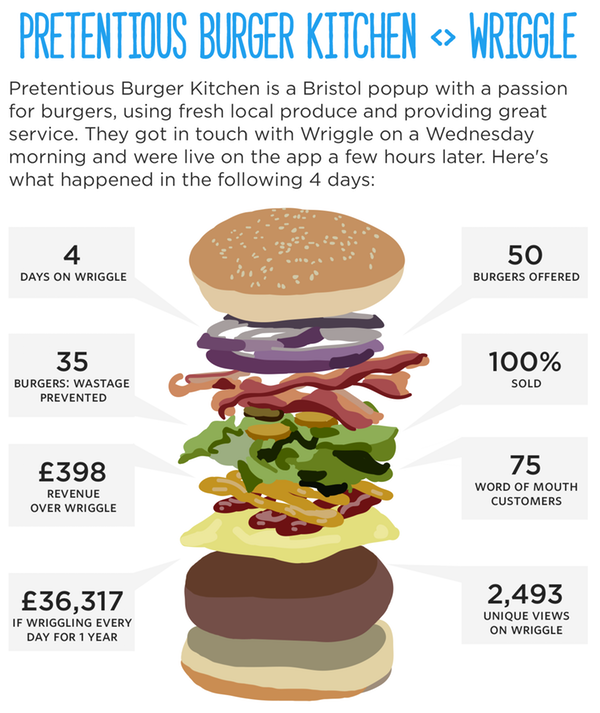 PRETENTIOUS BURGER KITCHEN <> WRIGGLE
Pretentious Burger Kitchen is a Bristol popup with a passion
for burgers, using fresh local produce and providing great
service. They got in touch with Wriggle on a Wednesday
morning and were live on the app a few hours later. Here's
what happened in the following 4 days:
4
DAYS ON WRIGGLE
50
BURGERS OFFERED
35
BURGERS: WASTAGE
PREVENTED
100%
SOLD
£398
REVENUE
OVER WRIGGLE
75
WORD OF MOUTH
CUSTOMERS
£36,317
IF WRIGGLING EVERY
DAY FOR 1 YEAR
2,493
UNIQUE VIEWS
ON WRIGGLE